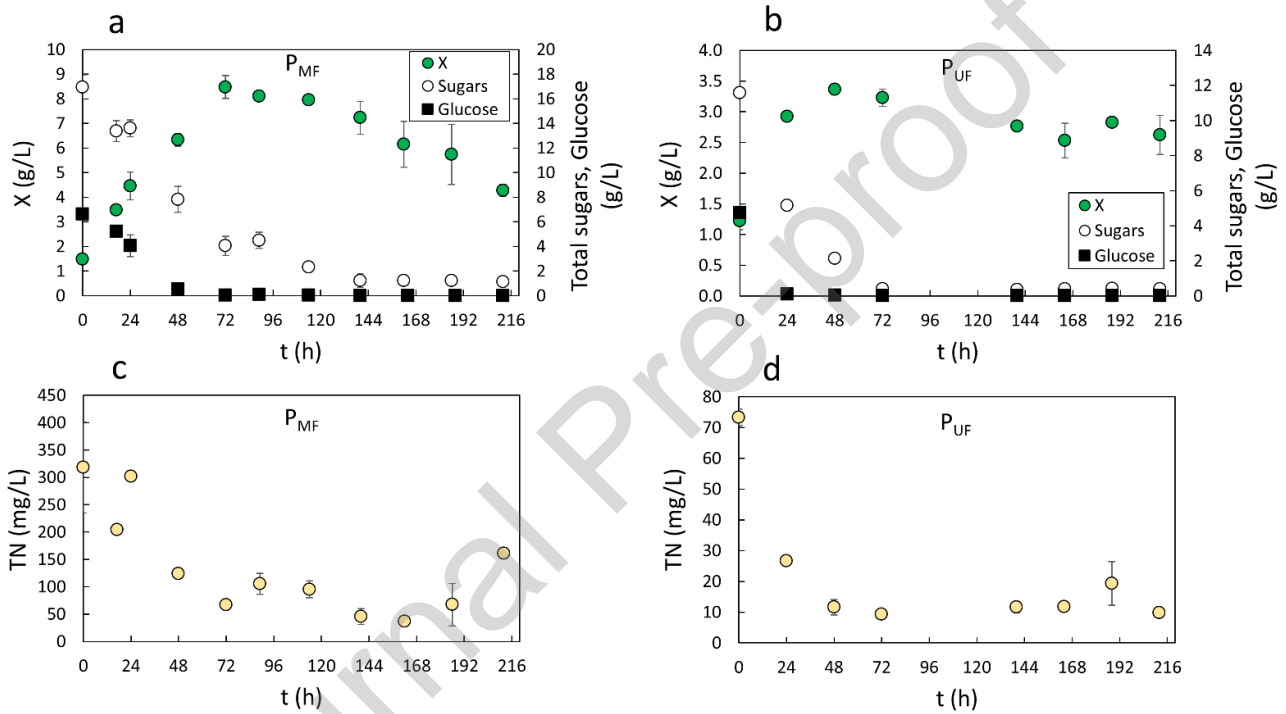 a
P_MF
X
Sugars
Glucose
10
9
8
7
6
5
4
3
2
1
0
X (g/L)
20
18
16
14
12
10
8
6
4
2
0
Total sugars, Glucose
(g/L)
0 24 48 72 96 120 144 168 192 216
t (h)
b
P_UF
X
Sugars
Glucose
4.0
3.5
3.0
2.5
2.0
1.5
1.0
0.5
0.0
X (g/L)
14
12
10
8
6
4
2
0
Total sugars, Glucose
(g/L)
0 24 48 72 96 120 144 168 192 216
t (h)
c
P_MF
450
400
350
300
250
200
150
100
50
0
TN (mg/L)
0 24 48 72 96 120 144 168 192 216
t (h)
d
P_UF
80
70
60
50
40
30
20
10
0
TN (mg/L)
0 24 48 72 96 120 144 168 192 216
t (h)
rnal Pre-proof